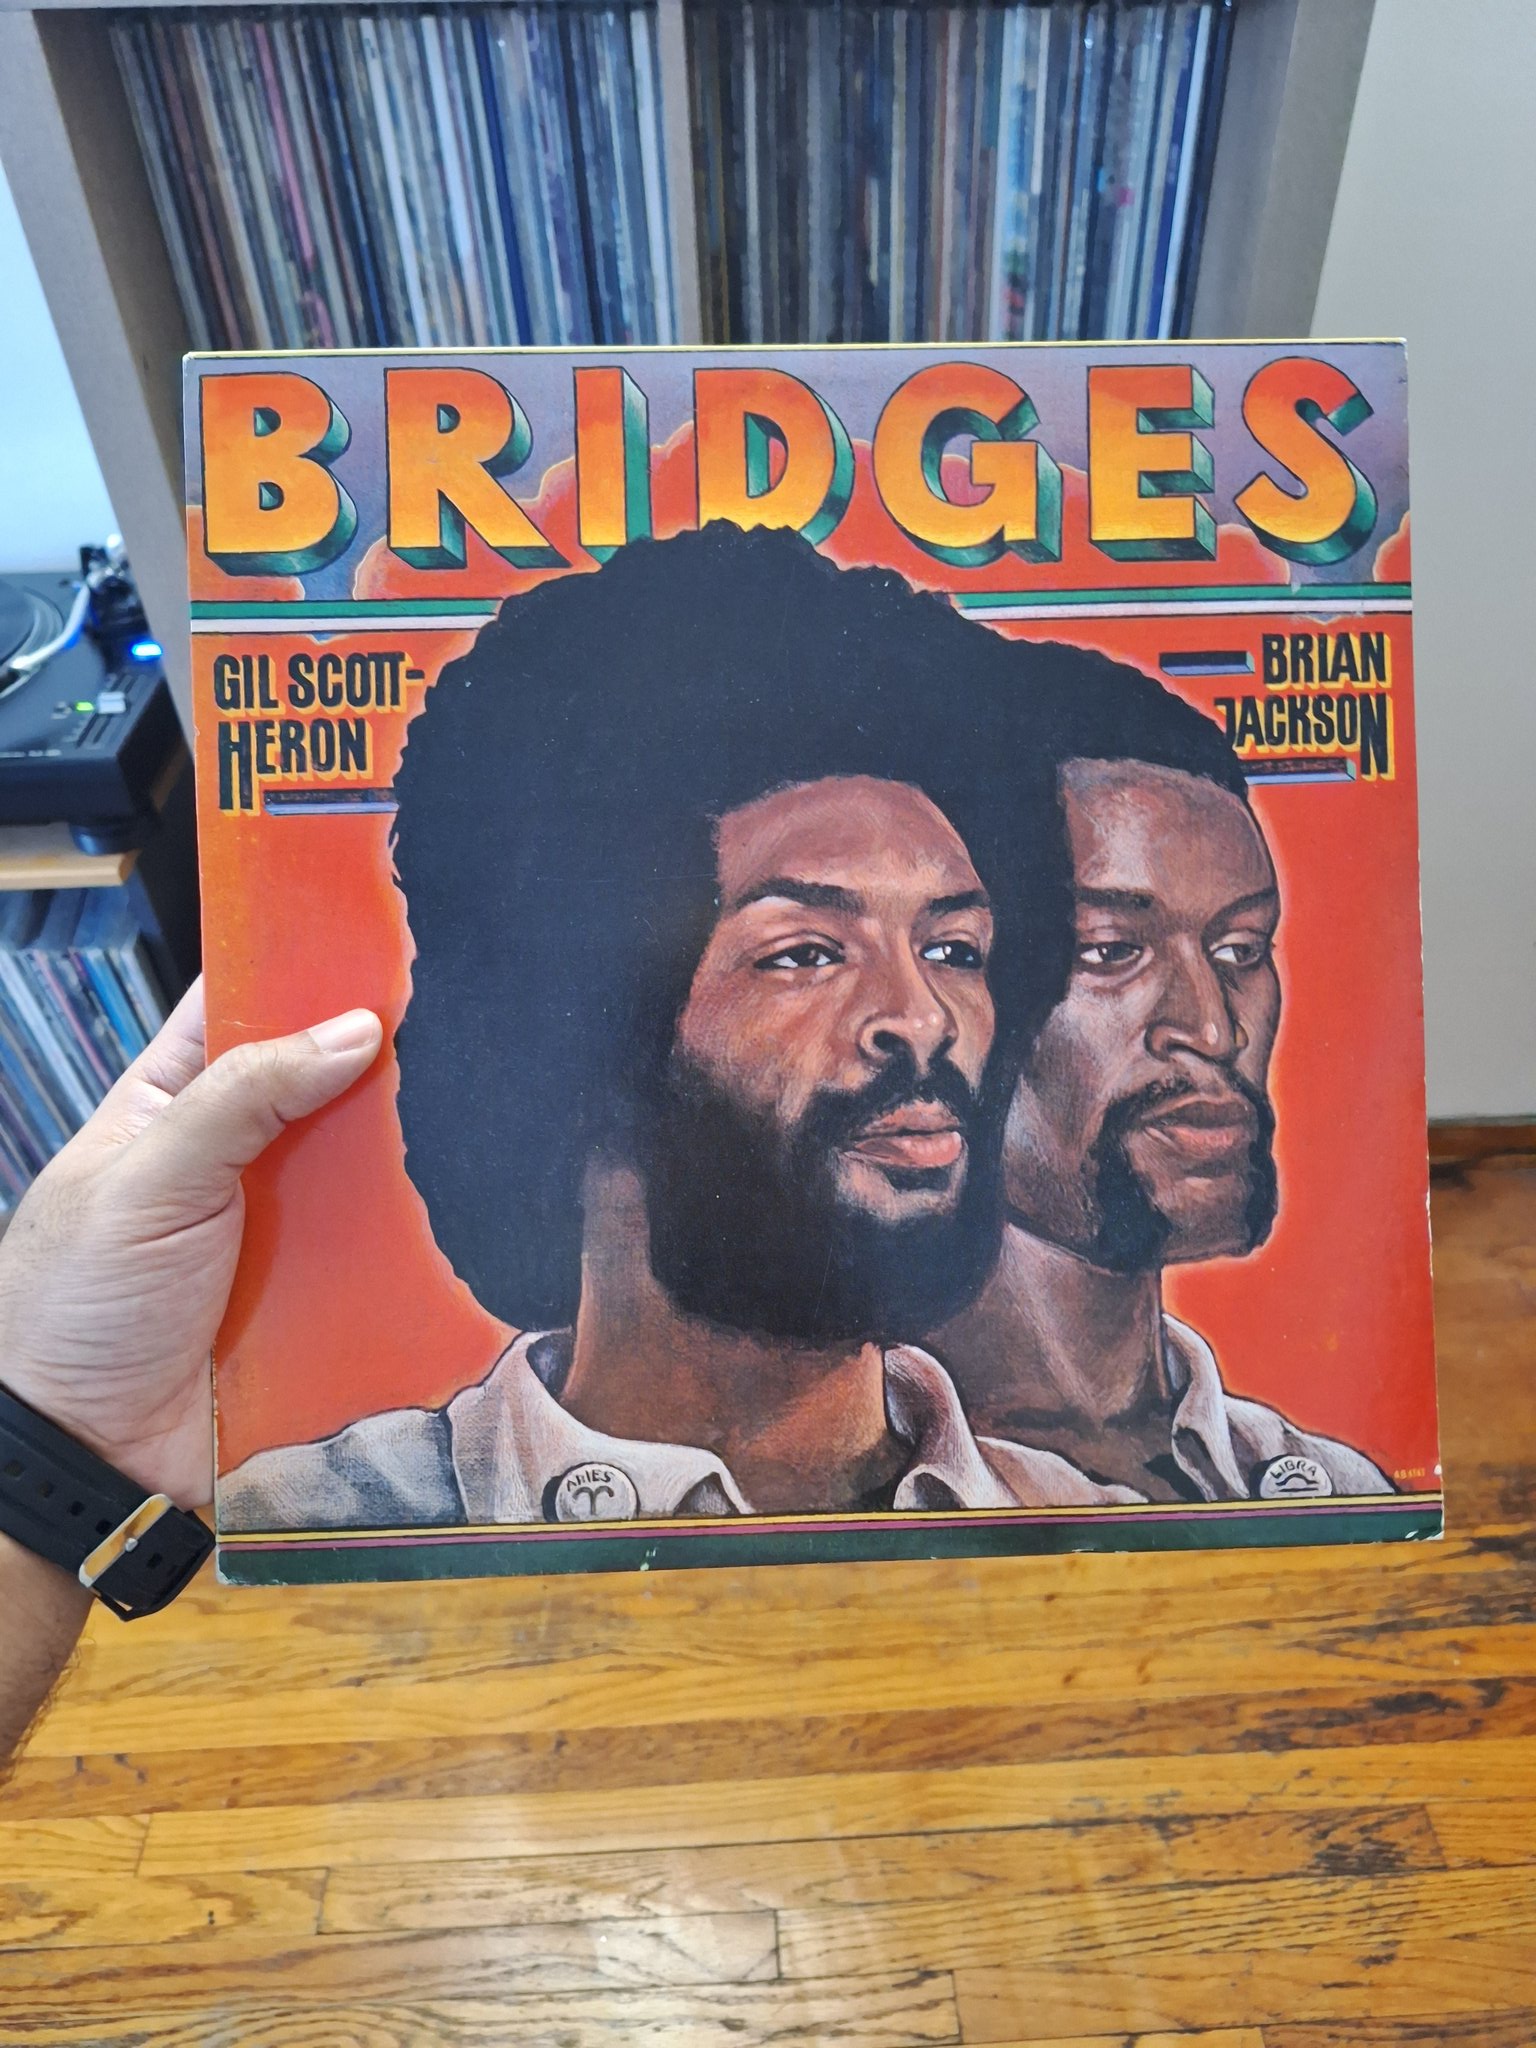 BRIDGES
GIL SCOTT-
HERON
BRIAN
JACKSON
ARIES
LIBRA